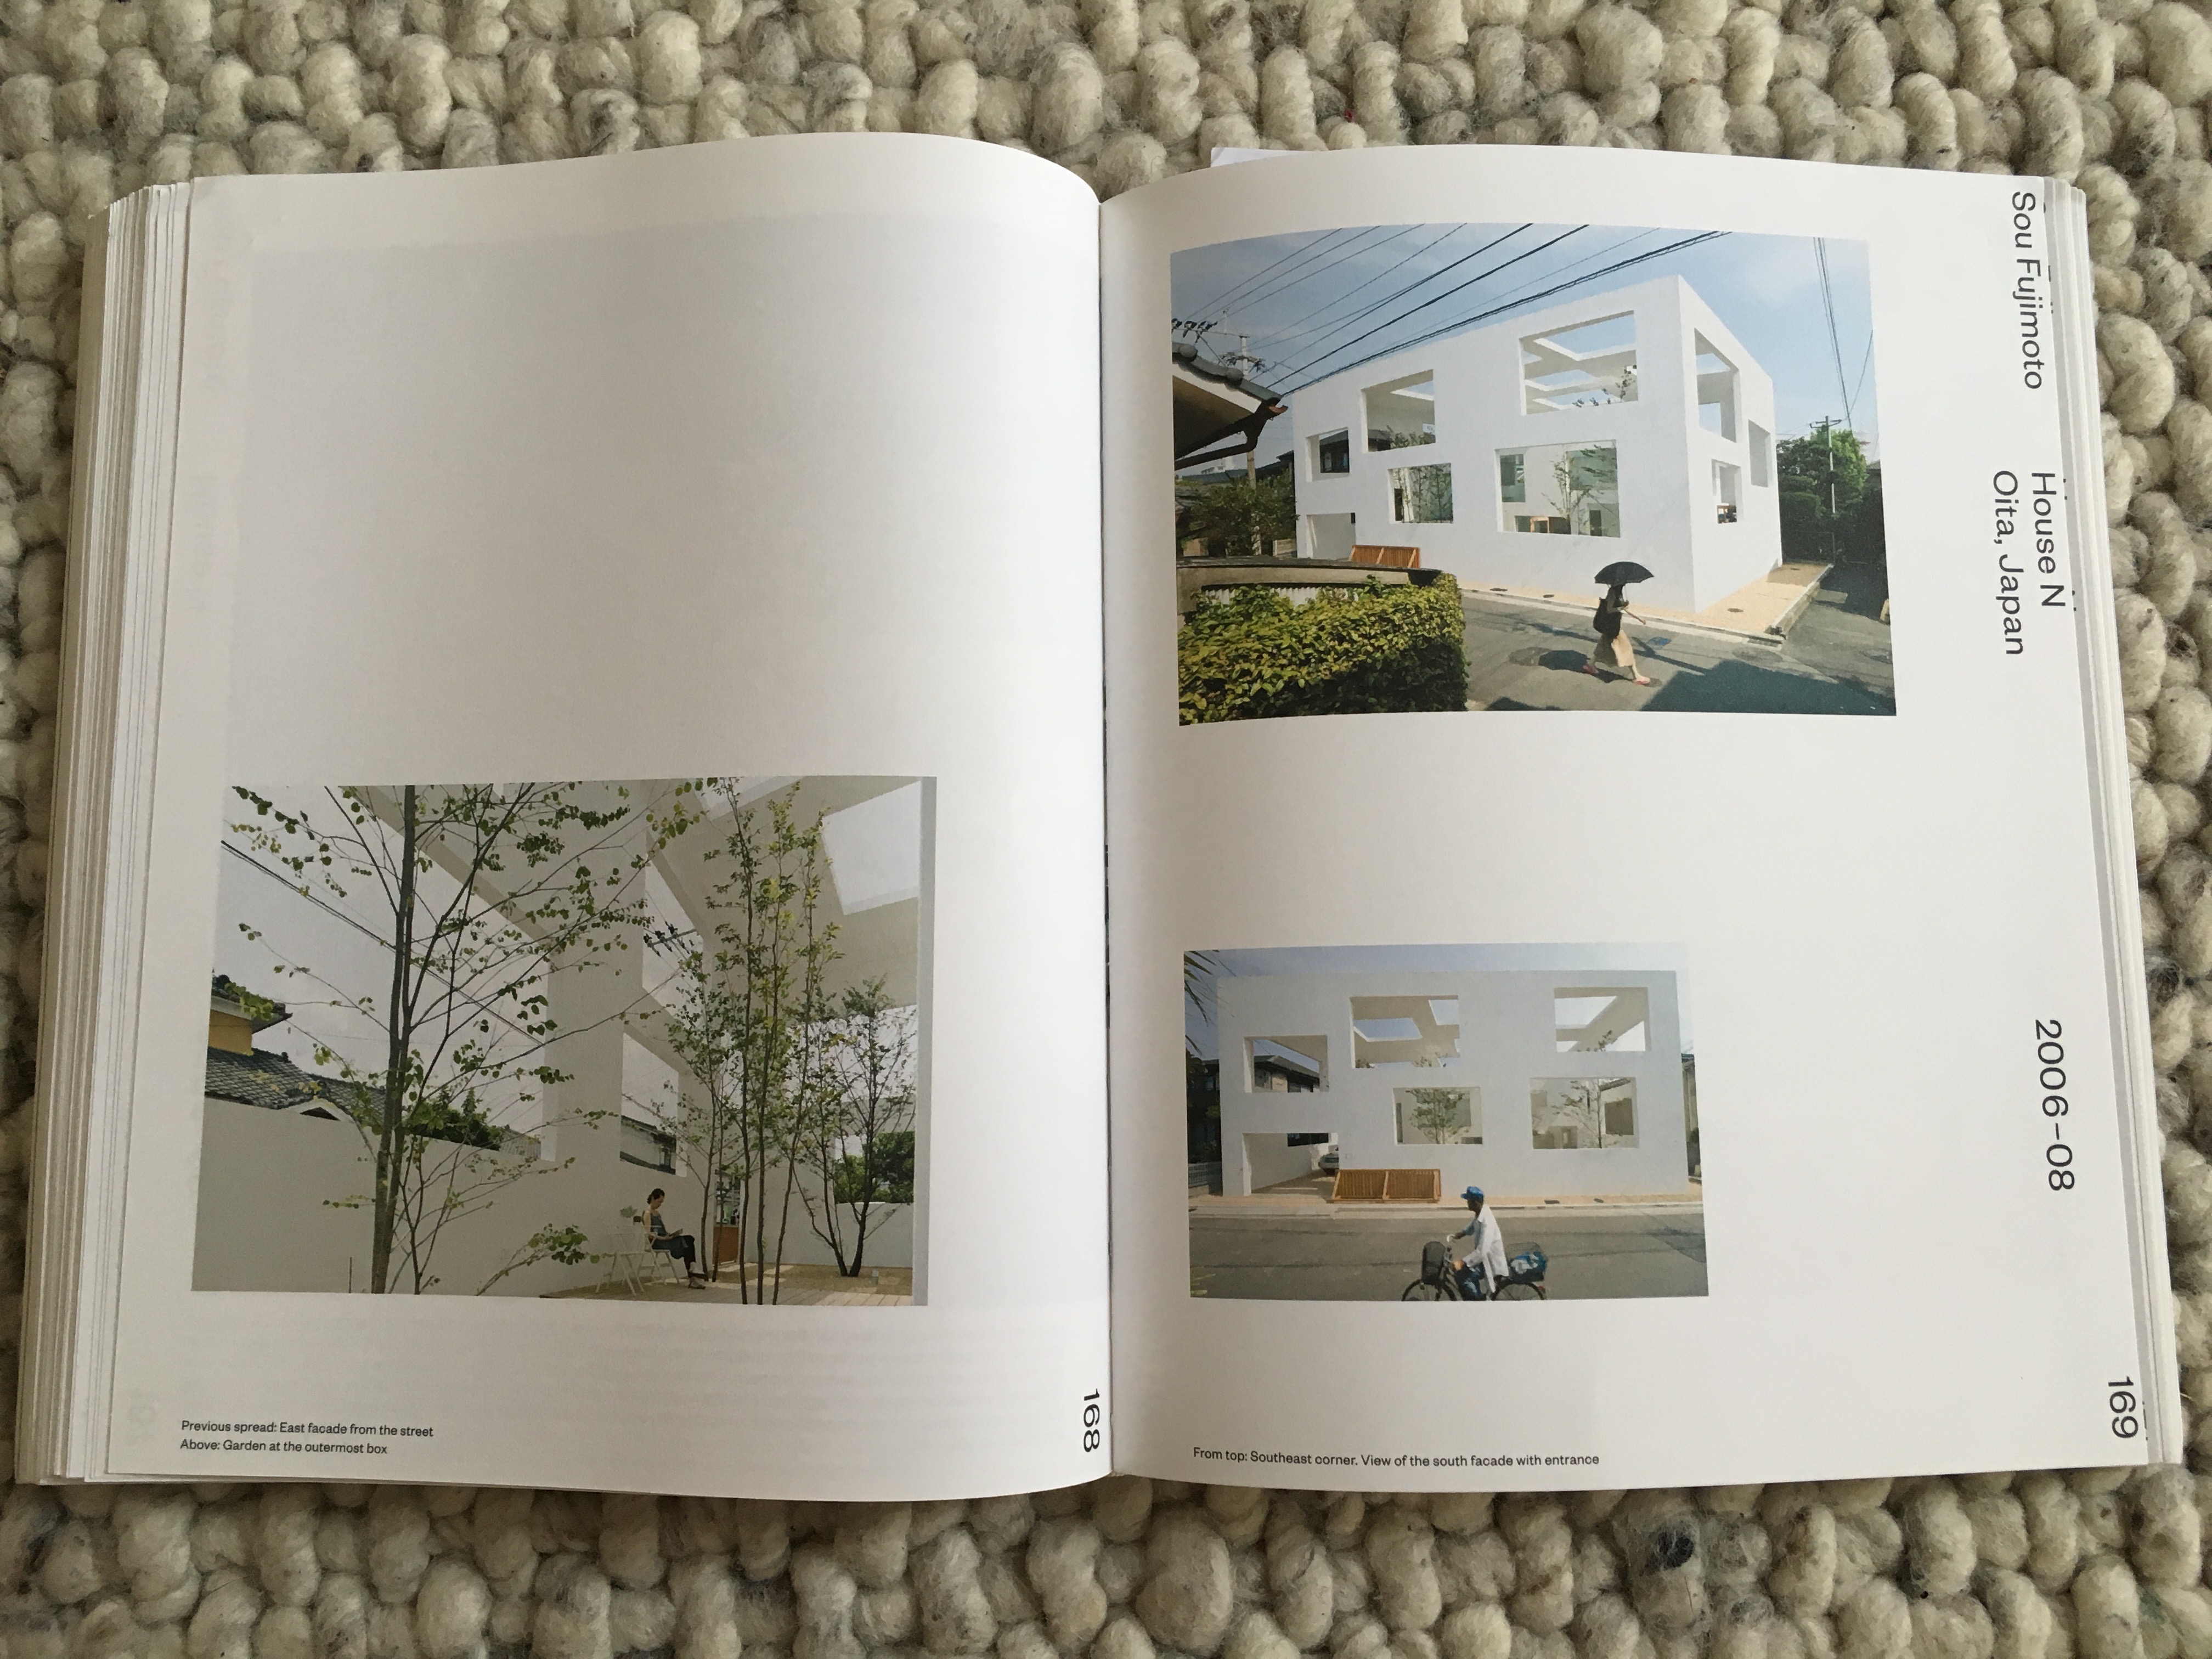 Previous spread: East facade from the street
Above: Garden at the outermost box
168
Sou Fujimoto
House N
Oita, Japan
2006–08
169
From top: Southeast corner. View of the south facade with entrance